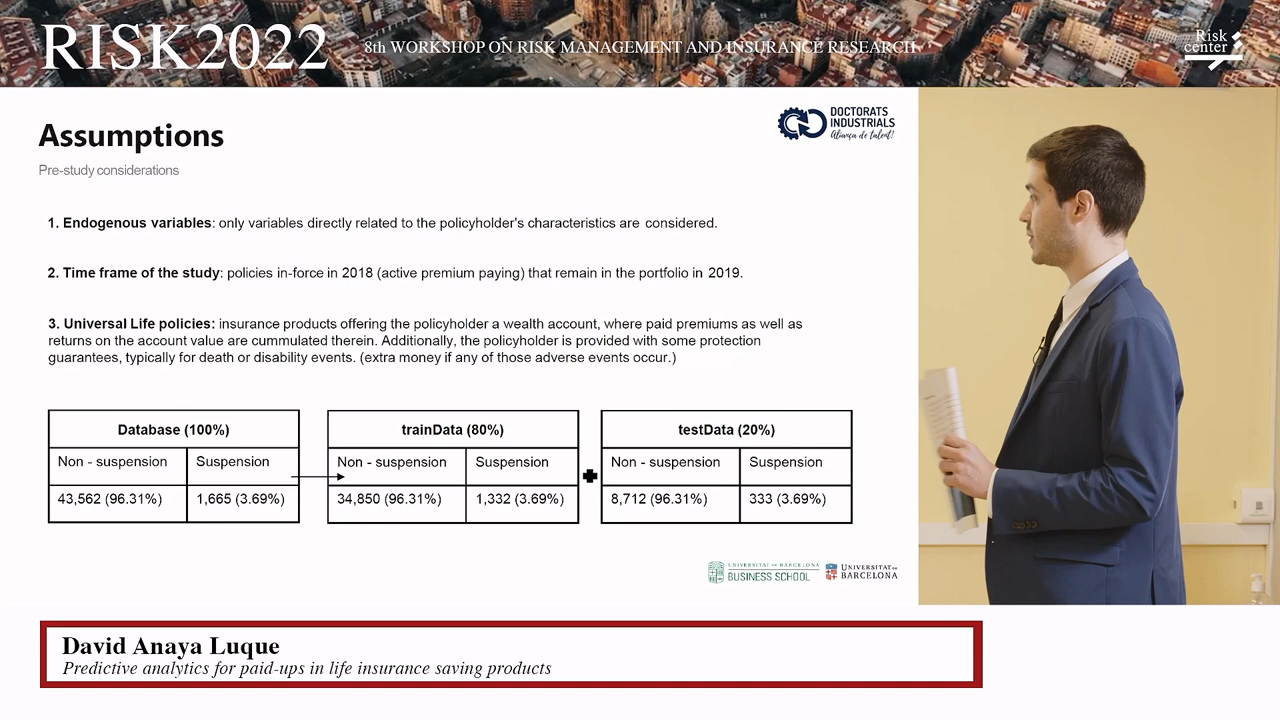 RISK2022
8th WORKSHOP ON RISK MANAGEMENT AND INSURANCE RESEARCH
Risk
center
DOCTORATS
INDUSTRIALS
Aliança de talent!
Assumptions
Pre-study considerations
1. Endogenous variables: only variables directly related to the policyholder's characteristics are considered.
2. Time frame of the study: policies in-force in 2018 (active premium paying) that remain in the portfolio in 2019.
3. Universal Life policies: insurance products offering the policyholder a wealth account, where paid premiums as well as
returns on the account value are cummulated therein. Additionally, the policyholder is provided with some protection
guarantees, typically for death or disability events. (extra money if any of those adverse events occur.)
Database (100%)
Non - suspension Suspension
43,562 (96.31%) 1,665 (3.69%)
trainData (80%)
Non - suspension Suspension
34,850 (96.31%) 1,332 (3.69%)
testData (20%)
Non - suspension Suspension
8,712 (96.31%) 333 (3.69%)
UNIVERSITAT DE BARCELONA
BUSINESS SCHOOL
UNIVERSITAT DE
BARCELONA
David Anaya Luque
Predictive analytics for paid-ups in life insurance saving products